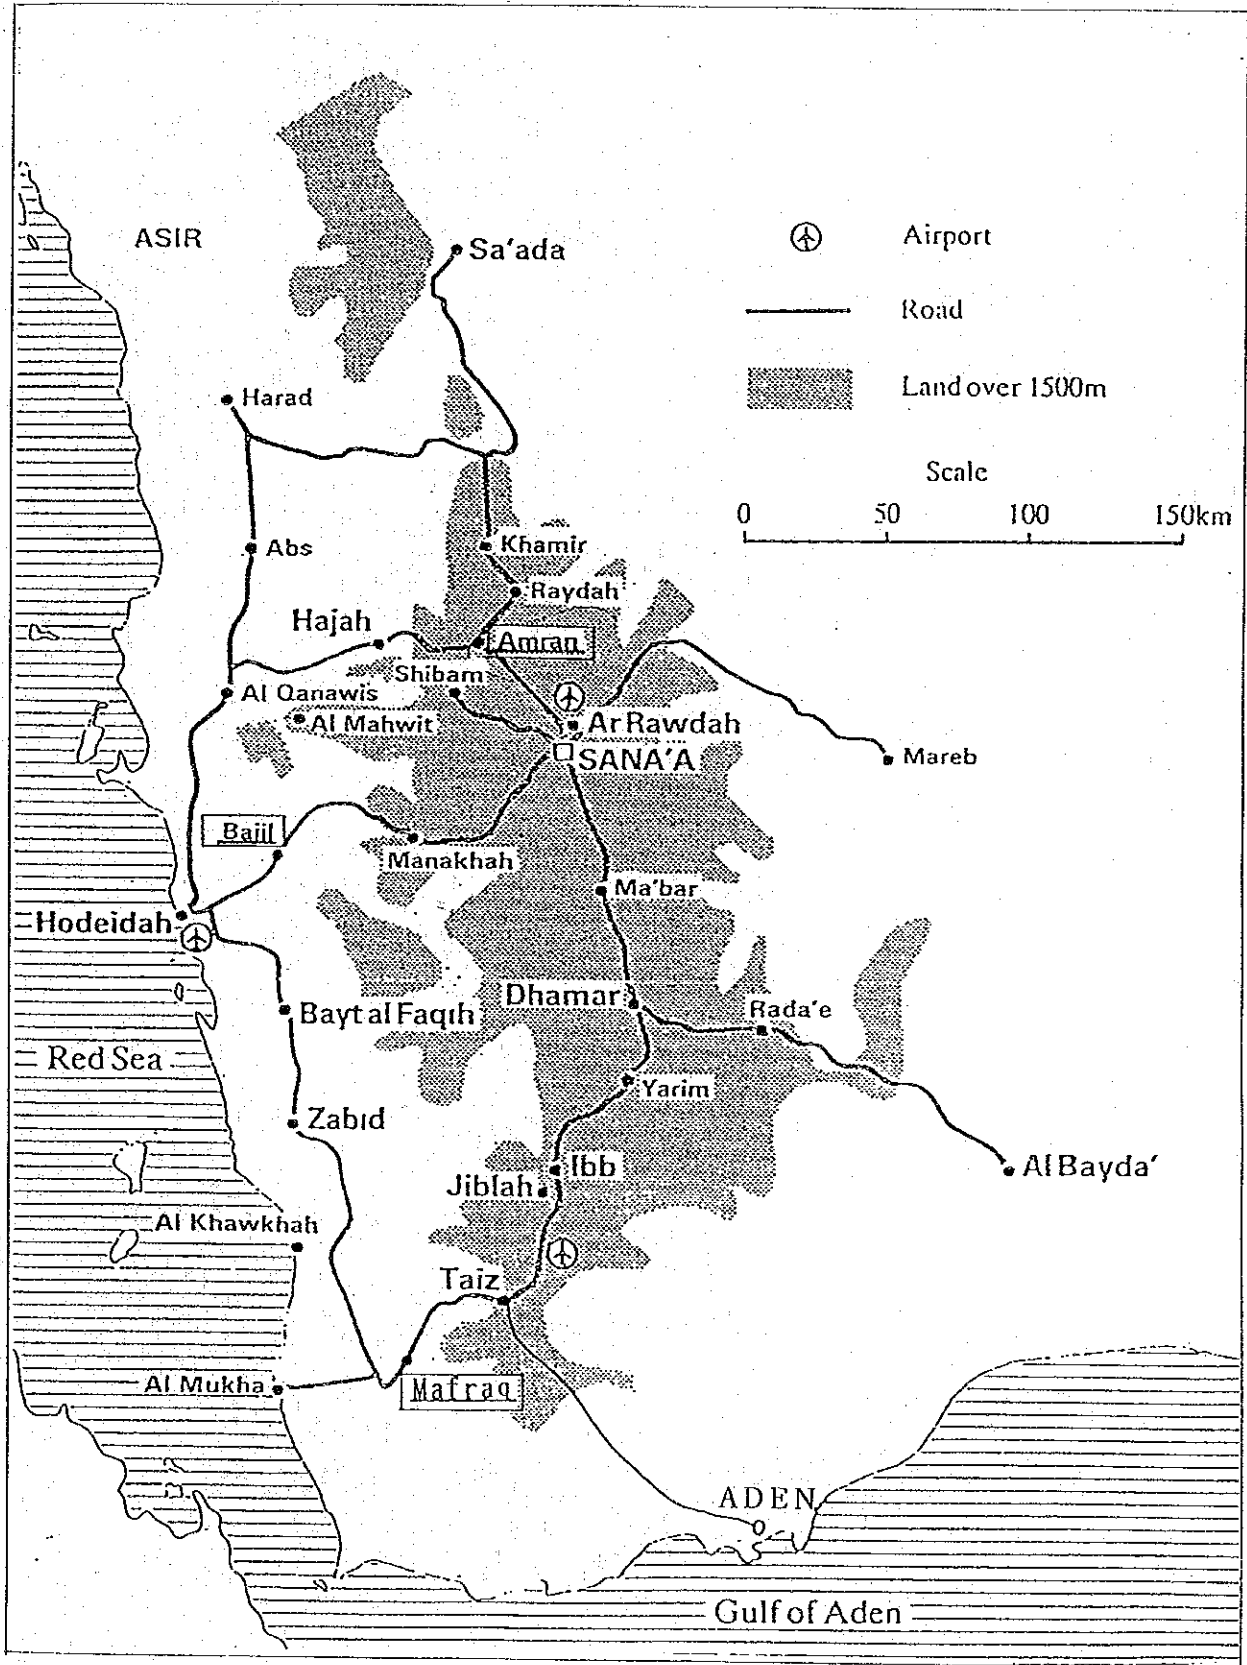 ASIR
Sa'ada
Airport
Road
Land over 1500m
Harad
Scale
0 50 100 150km
Abs
Khamir
Raydah
Hajah
Amran
Shibam
Al Qanawis
Al Mahwit
Ar Rawdah
SANA'A
Mareb
Bajil
Manakhah
Ma'bar
Hodeidah
Dhamar
Rada'e
Bayt al Faqih
Red Sea
Yarim
Zabid
Ibb
Al Bayda'
Jiblah
Al Khawkhah
Taiz
Al Mukha
Mafraq
ADEN
Gulf of Aden